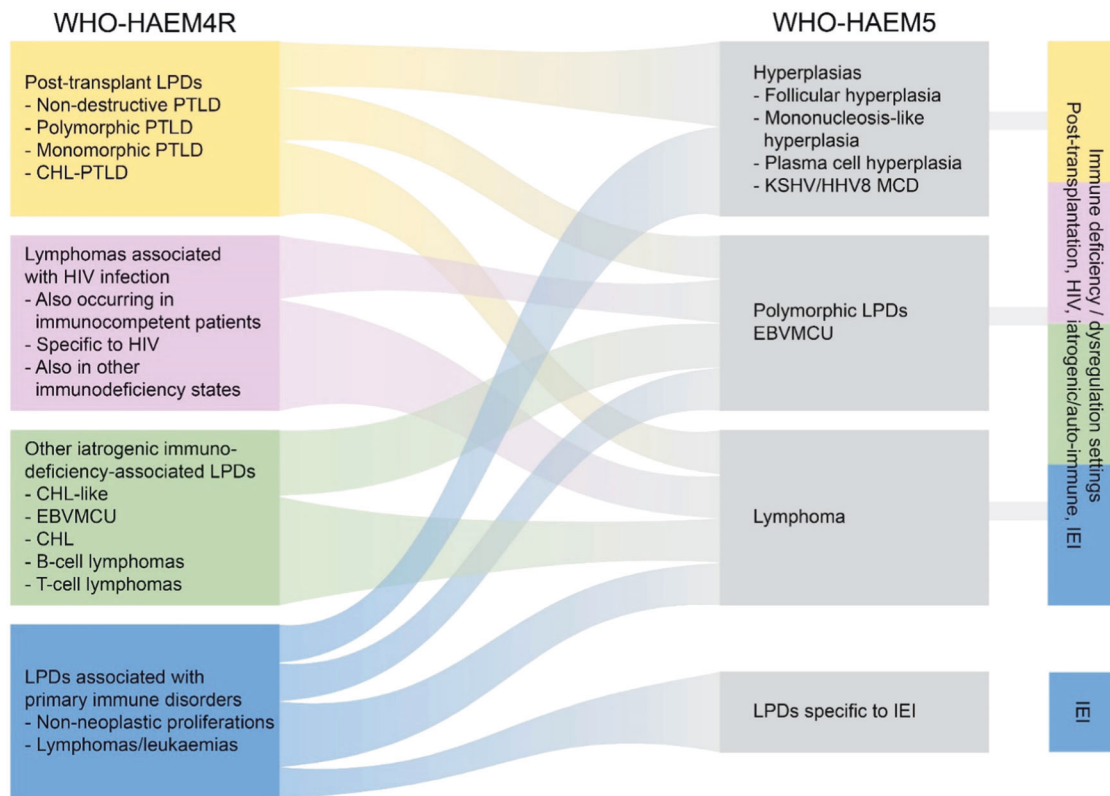 WHO-HAEM4R
WHO-HAEM5
Post-transplant LPDs
- Non-destructive PTLD
- Polymorphic PTLD
- Monomorphic PTLD
- CHL-PTLD
Lymphomas associated
with HIV infection
- Also occurring in
immunocompetent patients
- Specific to HIV
- Also in other
immunodeficiency states
Other iatrogenic immuno-
deficiency-associated LPDs
- CHL-like
- EBVMCU
- CHL
- B-cell lymphomas
- T-cell lymphomas
LPDs associated with
primary immune disorders
- Non-neoplastic proliferations
- Lymphomas/leukaemias
Hyperplasias
- Follicular hyperplasia
- Mononucleosis-like
hyperplasia
- Plasma cell hyperplasia
- KSHV/HHV8 MCD
Polymorphic LPDs
EBVMCU
Lymphoma
LPDs specific to IEI
Immune deficiency / dysregulation settings
Post-transplantation, HIV, iatrogenic/auto-immune, IEI
IEI